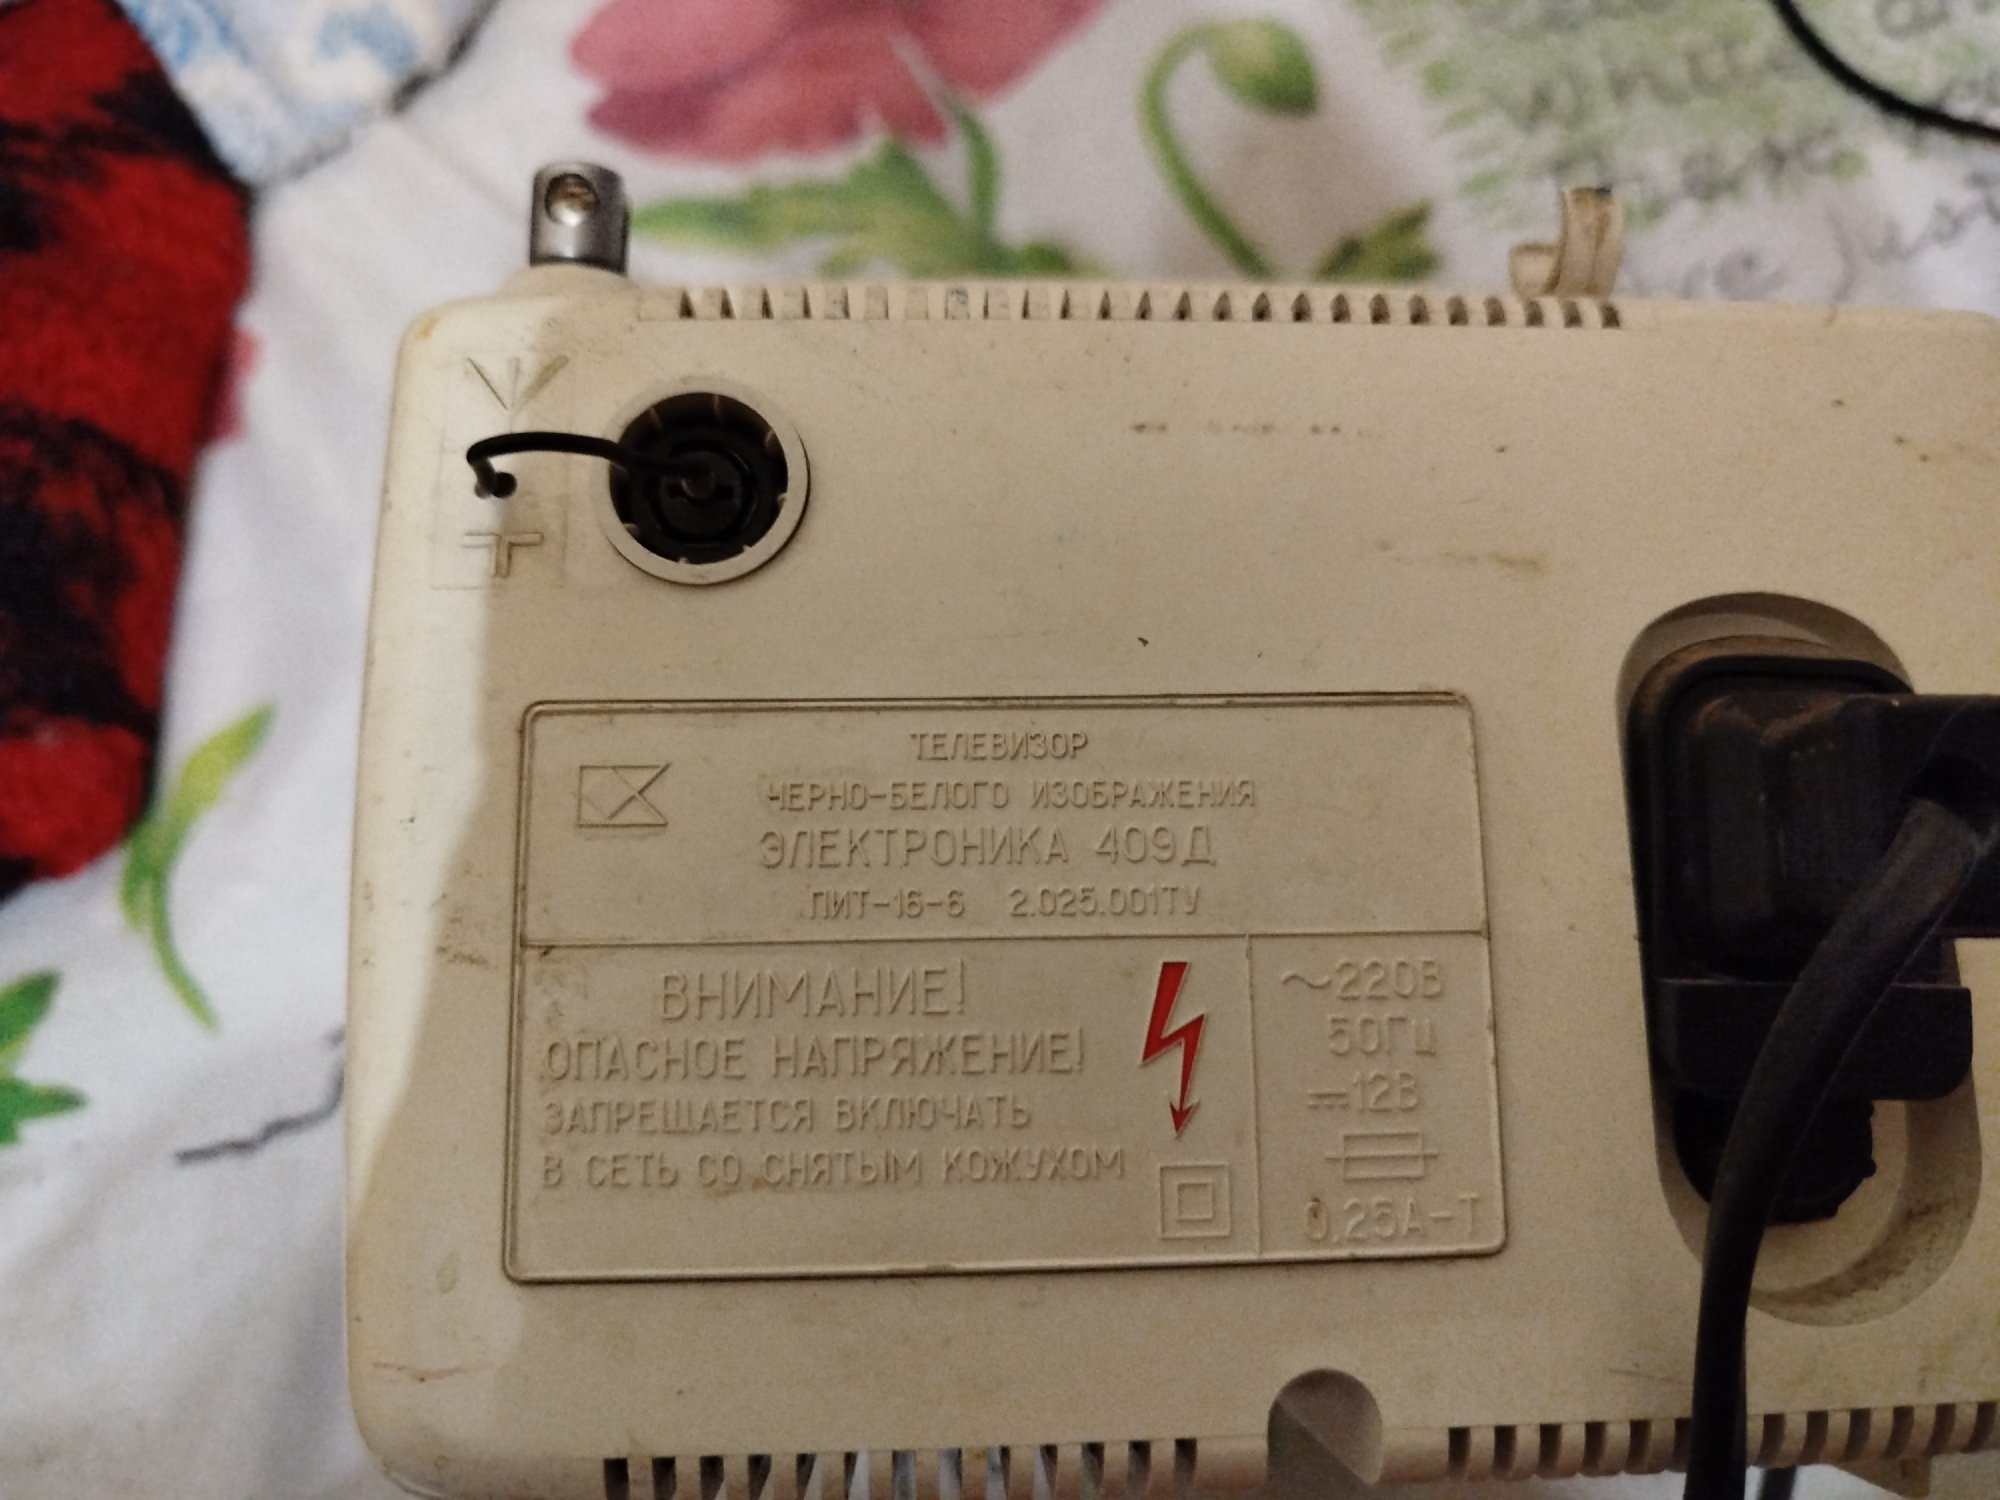 ТЕЛЕВИЗОР
ЧЕРНО-БЕЛОГО ИЗОБРАЖЕНИЯ
ЭЛЕКТРОНИКА 409Д
ПИТ-16-6 2.025.001ТУ
ВНИМАНИЕ!
ОПАСНОЕ НАПРЯЖЕНИЕ!
ЗАПРЕЩАЕТСЯ ВКЛЮЧАТЬ
В СЕТЬ СО СНЯТЫМ КОЖУХОМ
~220В
50Гц
12В
0,25А-Т